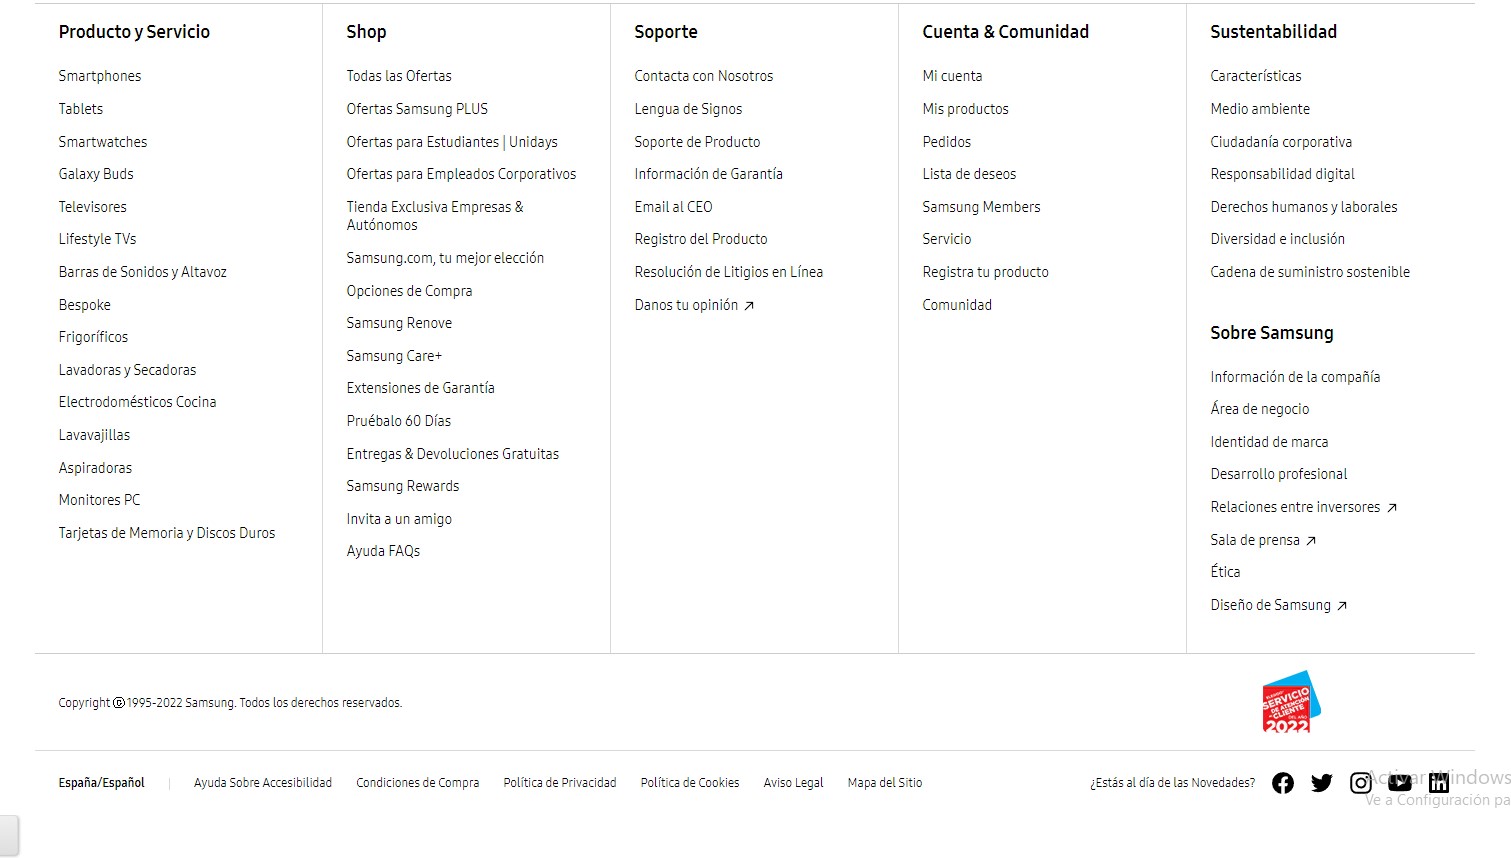 Producto y Servicio
Smartphones
Tablets
Smartwatches
Galaxy Buds
Televisores
Lifestyle TVs
Barras de Sonidos y Altavoz
Bespoke
Frigoríficos
Lavadoras y Secadoras
Electrodomésticos Cocina
Lavavajillas
Aspiradoras
Monitores PC
Tarjetas de Memoria y Discos Duros
Shop
Todas las Ofertas
Ofertas Samsung PLUS
Ofertas para Estudiantes | Unidays
Ofertas para Empleados Corporativos
Tienda Exclusiva Empresas &
Autónomos
Samsung.com, tu mejor elección
Opciones de Compra
Samsung Renove
Samsung Care+
Extensiones de Garantía
Pruébalo 60 Días
Entregas & Devoluciones Gratuitas
Samsung Rewards
Invita a un amigo
Ayuda FAQs
Soporte
Contacta con Nosotros
Lengua de Signos
Soporte de Producto
Información de Garantía
Email al CEO
Registro del Producto
Resolución de Litigios en Línea
Danos tu opinión
Cuenta & Comunidad
Mi cuenta
Mis productos
Pedidos
Lista de deseos
Samsung Members
Servicio
Registra tu producto
Comunidad
Sustentabilidad
Características
Medio ambiente
Ciudadanía corporativa
Responsabilidad digital
Derechos humanos y laborales
Diversidad e inclusión
Cadena de suministro sostenible
Sobre Samsung
Información de la compañía
Área de negocio
Identidad de marca
Desarrollo profesional
Relaciones entre inversores
Sala de prensa
Ética
Diseño de Samsung
Copyright © 1995-2022 Samsung. Todos los derechos reservados.
SERVICIO
DE ATENCIÓN
CLIENTE
DEL AÑO
2022
España/Español
Ayuda Sobre Accesibilidad
Condiciones de Compra
Política de Privacidad
Política de Cookies
Aviso Legal
Mapa del Sitio
¿Estás al día de las Novedades?
Activar Windows
Ve a Configuración pa